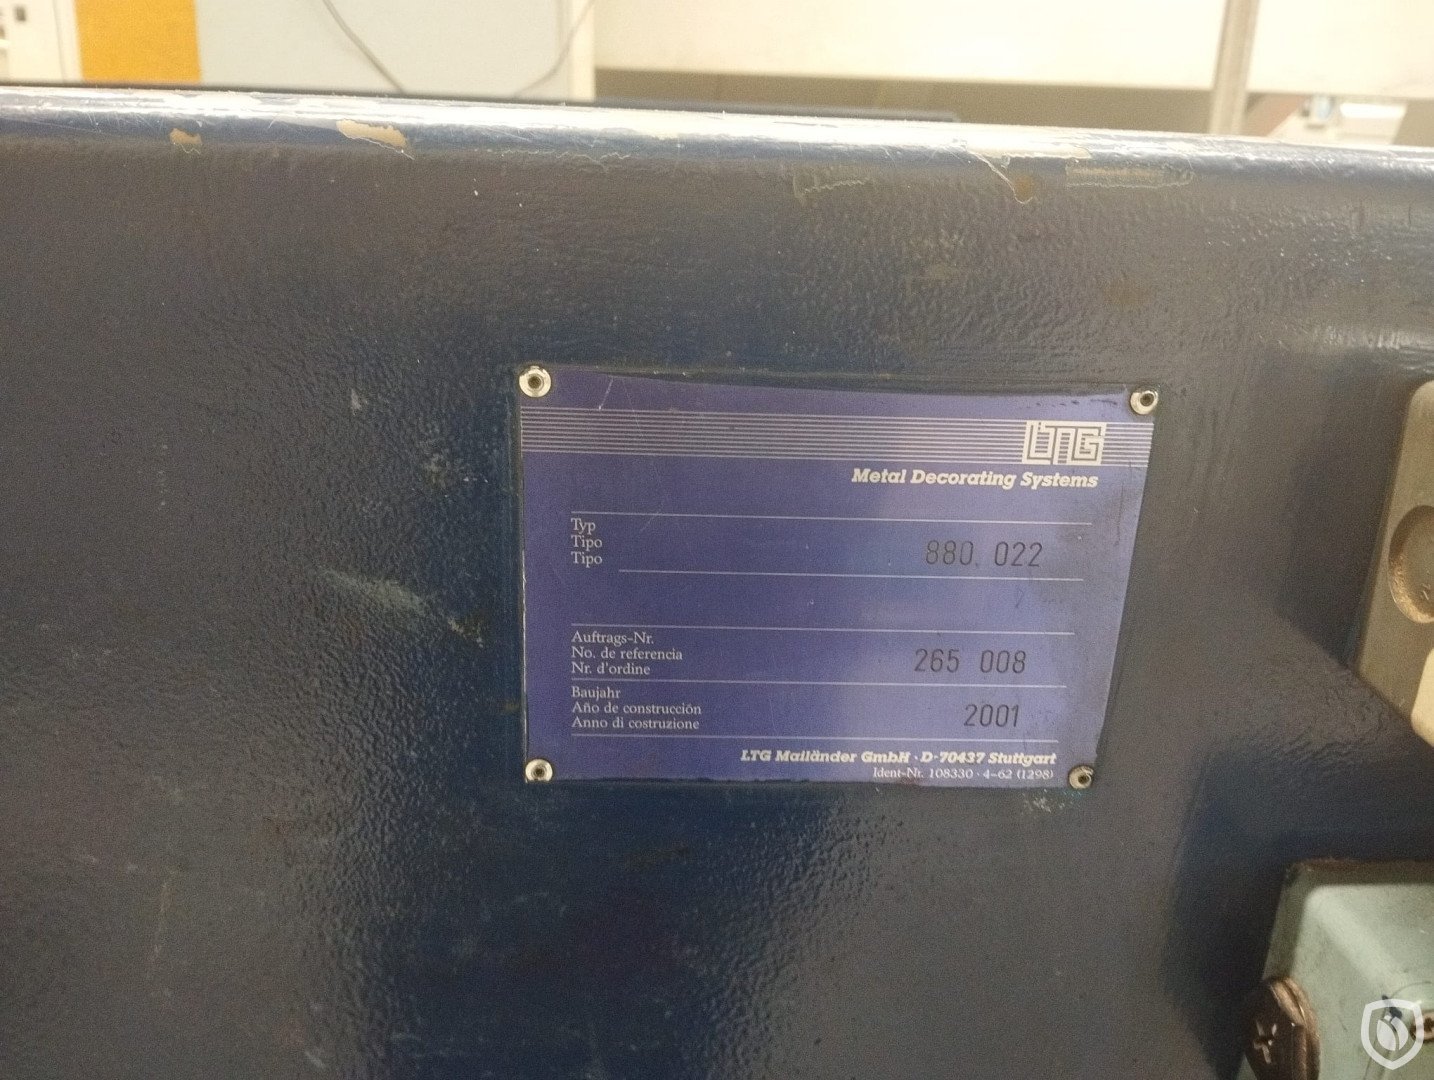 LTG
Metal Decorating Systems
Typ
Tipo
Tipo
880.022
Auftrags-Nr.
No. de referencia
Nr. d'ordine
265 008
Baujahr
Año de construcción
Anno di costruzione
2001
LTG Mailänder GmbH · D-70437 Stuttgart
Ident-Nr. 108330 · 4-62 (1298)